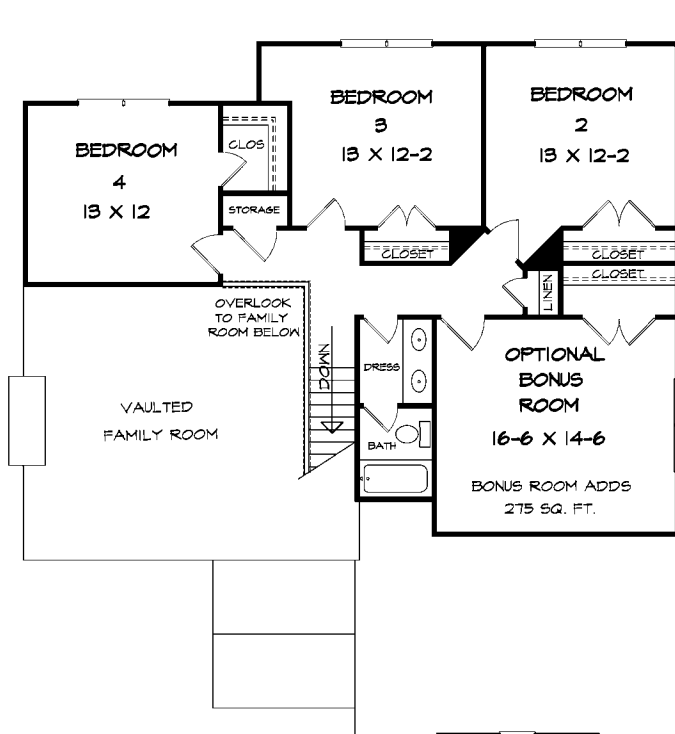 BEDROOM
3
13 X 12-2
BEDROOM
2
13 X 12-2
BEDROOM
4
13 X 12
CLOS
STORAGE
CLOSET
CLOSET
CLOSET
LINEN
OVERLOOK
TO FAMILY
ROOM BELOW
DOWN
DRESS
BATH
VAULTED
FAMILY ROOM
OPTIONAL
BONUS
ROOM
16-6 X 14-6
BONUS ROOM ADDS
275 SQ. FT.